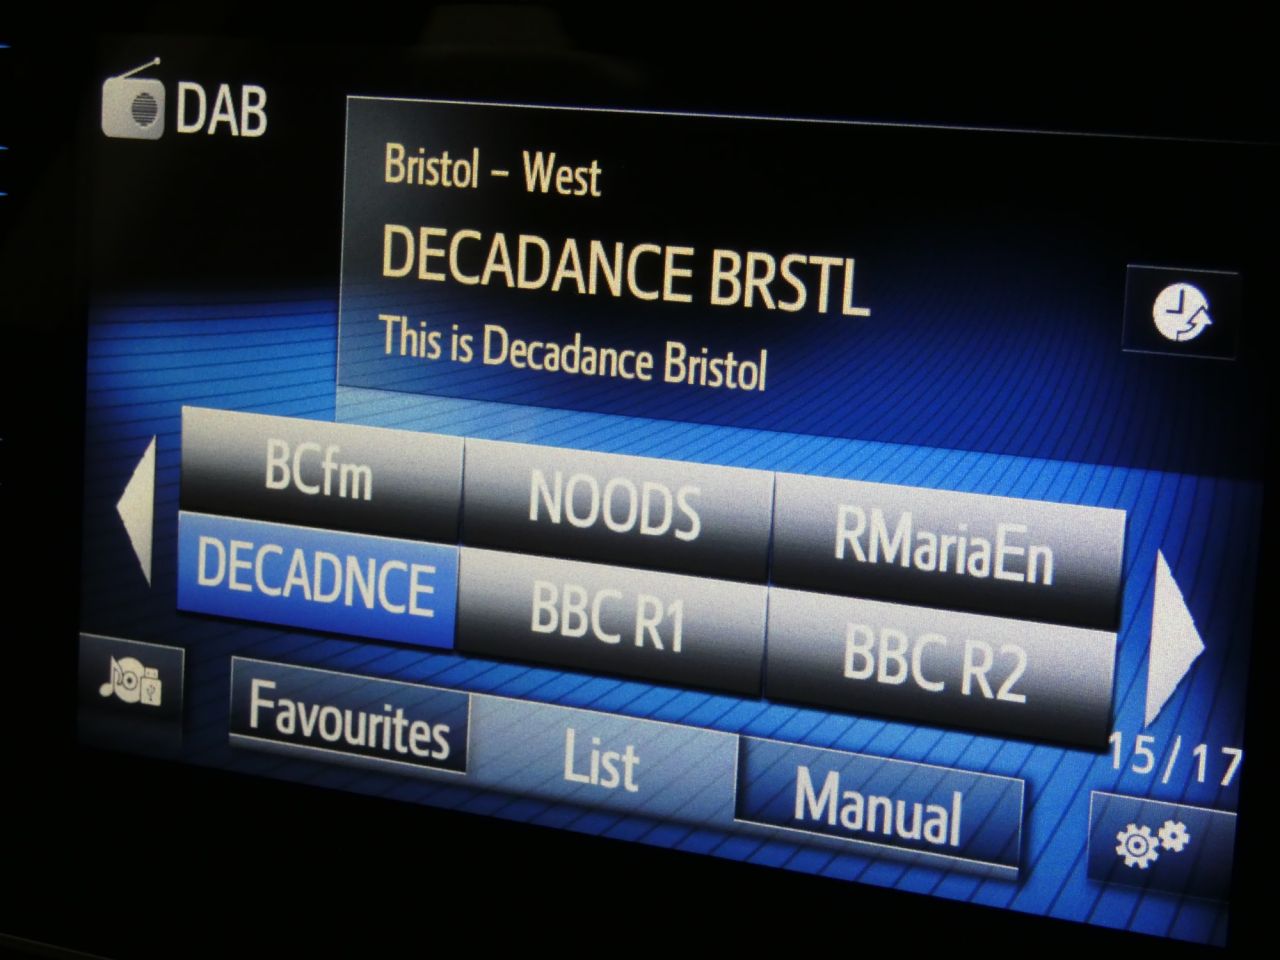 DAB
Bristol – West
DECADANCE BRSTL
This is Decadance Bristol
BCfm
NOODS
RMariaEn
DECADNCE
BBC R1
BBC R2
Favourites
List
Manual
15/17